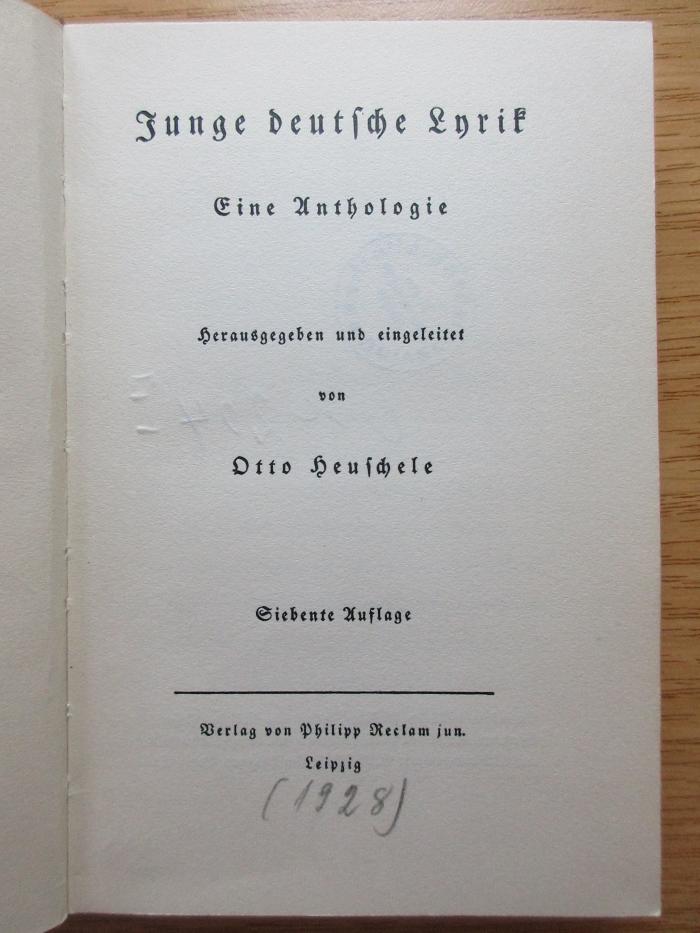 Junge deutsche Lyrik
Eine Anthologie
Herausgegeben und eingeleitet
von
Otto Heuschele
Siebente Auflage
Verlag von Philipp Reclam jun.
Leipzig
(1928)